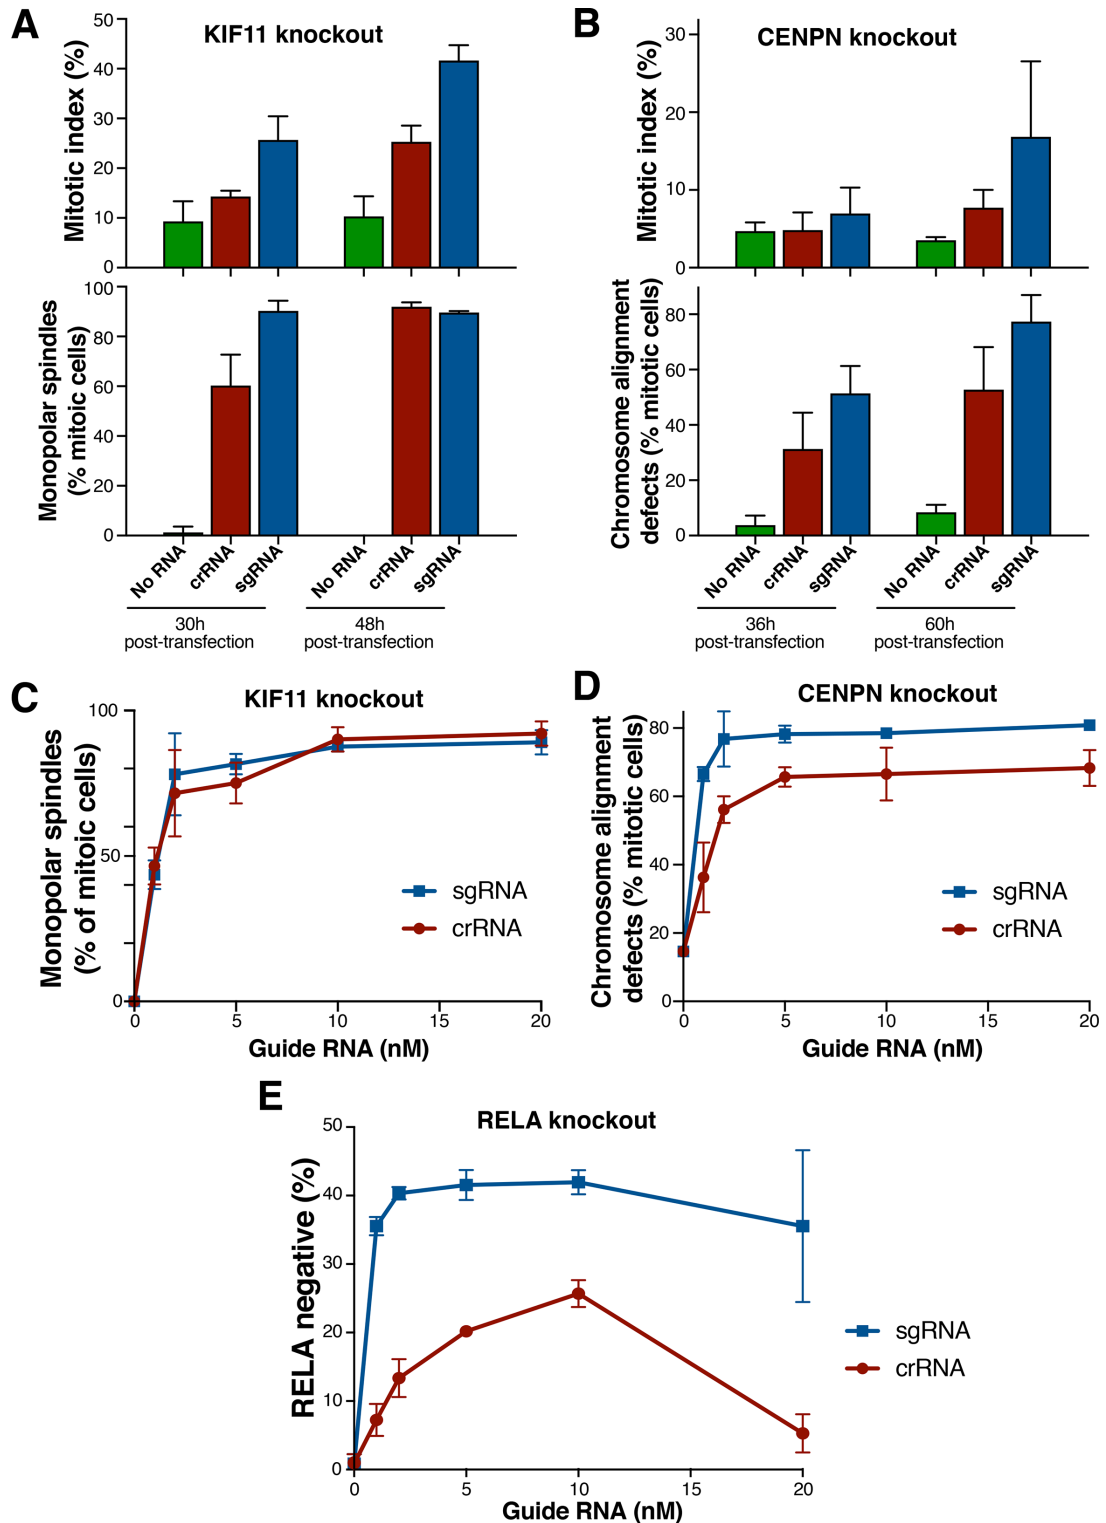 A
KIF11 knockout
Mitotic index (%)
50
40
30
20
10
0
Monopolar spindles
(% mitoic cells)
100
80
60
40
20
0
No RNA
crRNA
sgRNA
No RNA
crRNA
sgRNA
30h
post-transfection
48h
post-transfection
B
CENPN knockout
Mitotic index (%)
30
20
10
0
Chromosome alignment
defects (% mitotic cells)
80
60
40
20
0
No RNA
crRNA
sgRNA
No RNA
crRNA
sgRNA
36h
post-transfection
60h
post-transfection
C
KIF11 knockout
Monopolar spindles
(% of mitoic cells)
100
50
0
sgRNA
crRNA
0 5 10 15 20
Guide RNA (nM)
D
CENPN knockout
Chromosome alignment
defects (% mitotic cells)
80
60
40
20
0
sgRNA
crRNA
0 5 10 15 20
Guide RNA (nM)
E
RELA knockout
RELA negative (%)
50
40
30
20
10
0
sgRNA
crRNA
0 5 10 15 20
Guide RNA (nM)